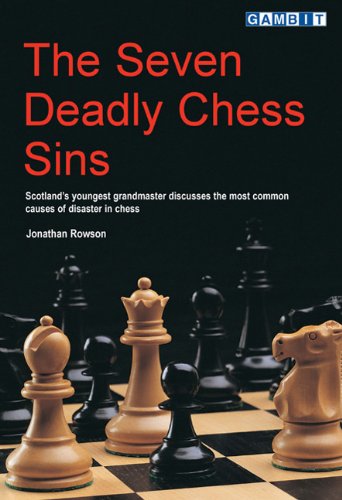 GAMBIT
The Seven
Deadly Chess
Sins
Scotland's youngest grandmaster discusses the most common
causes of disaster in chess
Jonathan Rowson